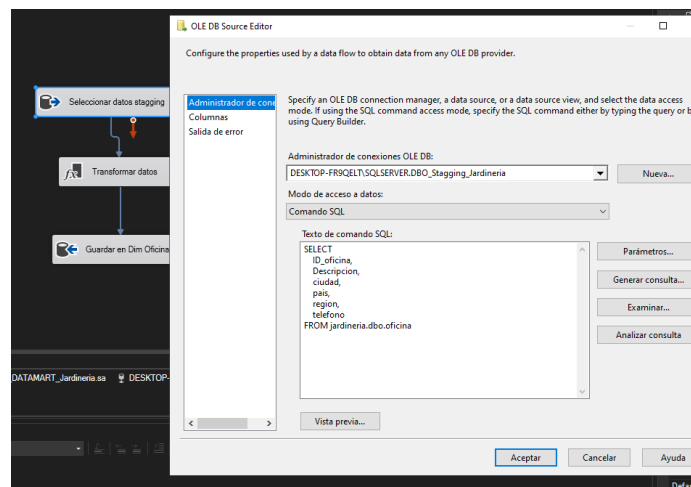 OLE DB Source Editor
Configure the properties used by a data flow to obtain data from any OLE DB provider.
Seleccionar datos stagging
Transformar datos
Guardar en Dim Oficina
DATAMART_Jardineria.sa
DESKTOP-
Administrador de cone
Columnas
Salida de error
Specify an OLE DB connection manager, a data source, or a data source view, and select the data access
mode. If using the SQL command access mode, specify the SQL command either by typing the query or b
using Query Builder.
Administrador de conexiones OLE DB:
DESKTOP-FR9QELT\SQLSERVER.DBO_Stagging_Jardineria
Nueva...
Modo de acceso a datos:
Comando SQL
Texto de comando SQL:
SELECT
ID_oficina,
Descripcion,
ciudad,
pais,
region,
telefono
FROM jardineria.dbo.oficina
Parámetros...
Generar consulta...
Examinar...
Analizar consulta
Vista previa...
Aceptar
Cancelar
Ayuda